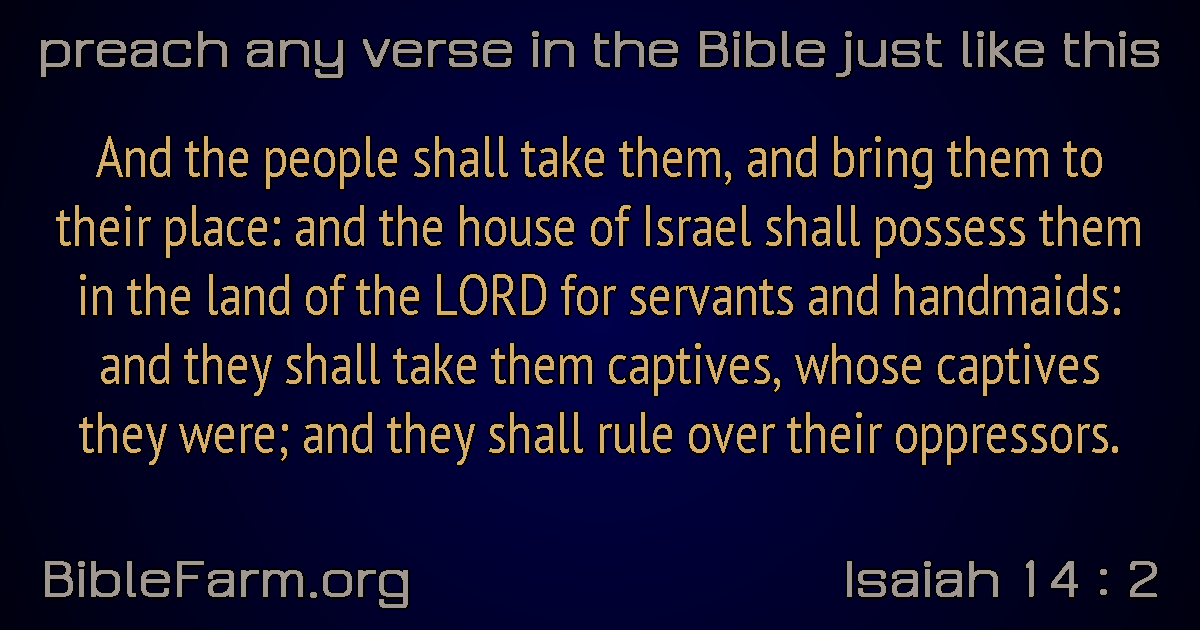 preach any verse in the Bible just like this
And the people shall take them, and bring them to
their place: and the house of Israel shall possess them
in the land of the LORD for servants and handmaids:
and they shall take them captives, whose captives
they were; and they shall rule over their oppressors.
BibleFarm.org
Isaiah 14 : 2